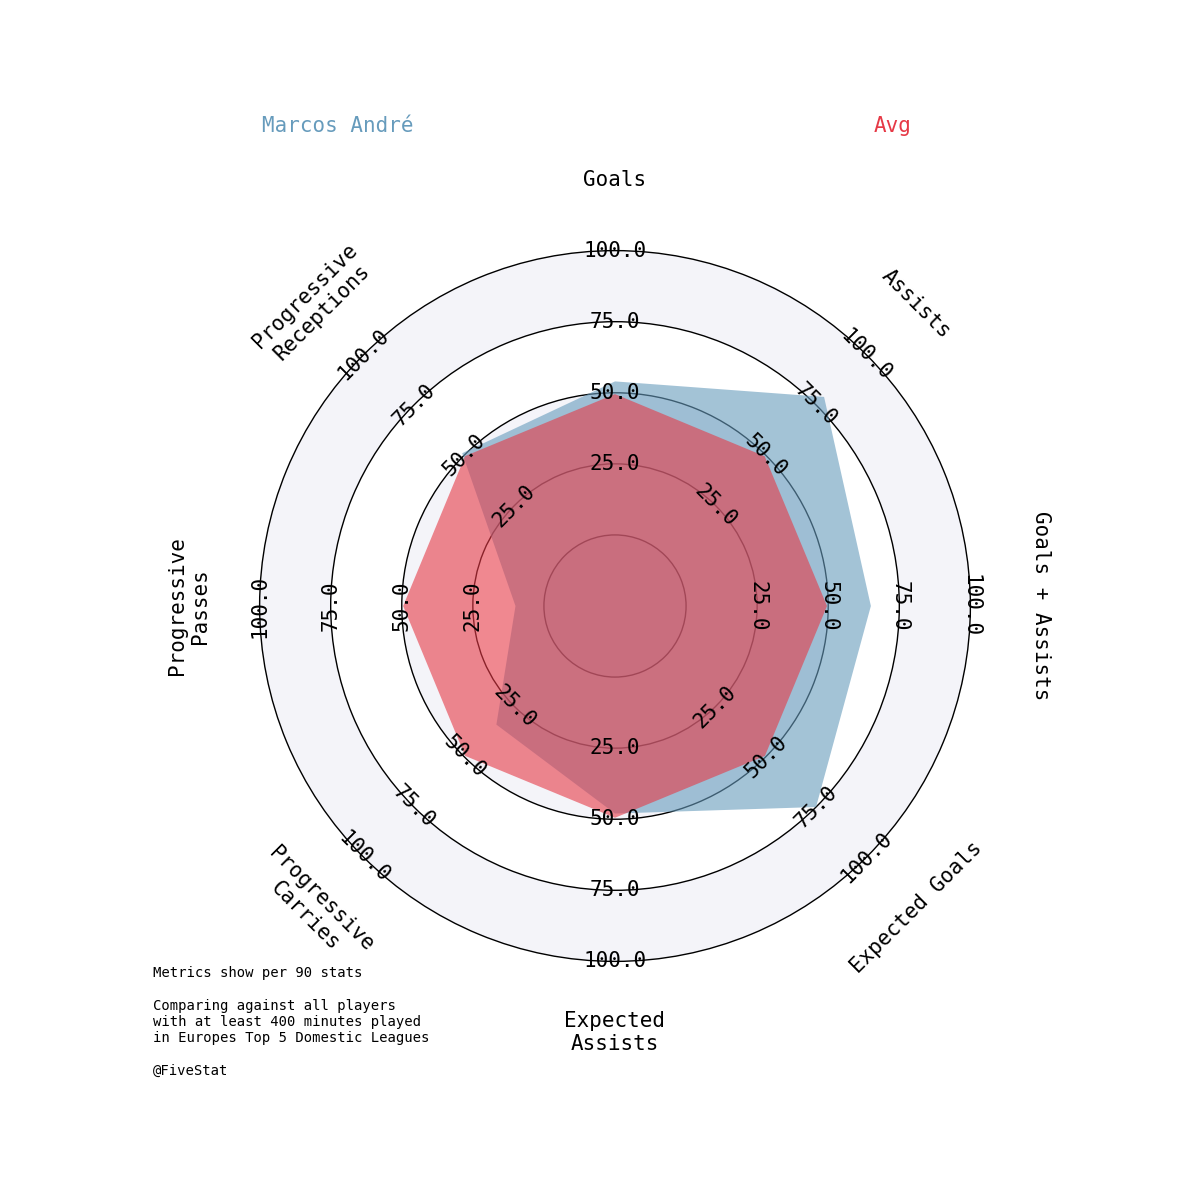 Marcos André
Avg
Goals
Assists
Goals + Assists
Expected Goals
Expected
Assists
Progressive
Carries
Progressive
Passes
Progressive
Receptions
100.0
75.0
50.0
25.0
100.0
75.0
50.0
25.0
100.0
75.0
50.0
25.0
100.0
75.0
50.0
25.0
100.0
75.0
50.0
25.0
100.0
75.0
50.0
25.0
100.0
75.0
50.0
25.0
100.0
75.0
50.0
25.0
Metrics show per 90 stats
Comparing against all players
with at least 400 minutes played
in Europes Top 5 Domestic Leagues
@FiveStat